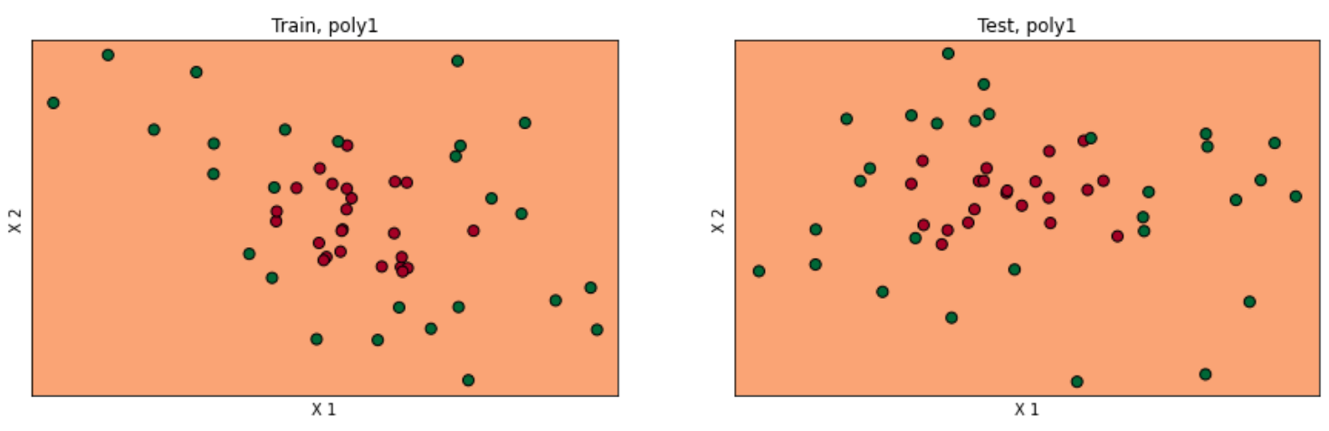 Train, poly1
Test, poly1
X 2
X 2
X 1
X 1